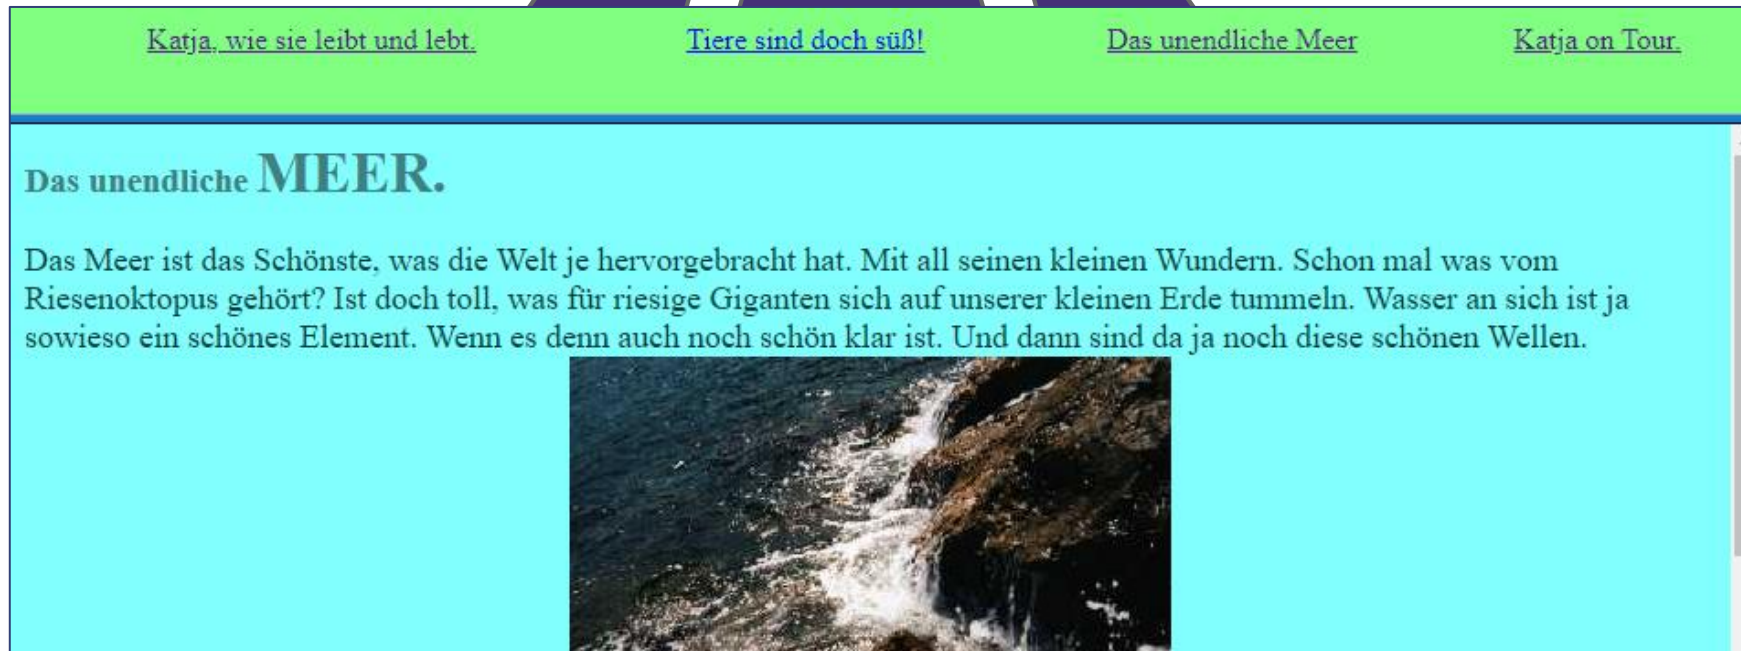 Katja, wie sie leibt und lebt. Tiere sind doch süß! Das unendliche Meer Katja on Tour.
Das unendliche MEER.
Das Meer ist das Schönste, was die Welt je hervorgebracht hat. Mit all seinen kleinen Wundern. Schon mal was vom
Riesenoktopus gehört? Ist doch toll, was für riesige Giganten sich auf unserer kleinen Erde tummeln. Wasser an sich ist ja
sowieso ein schönes Element. Wenn es denn auch noch schön klar ist. Und dann sind da ja noch diese schönen Wellen.